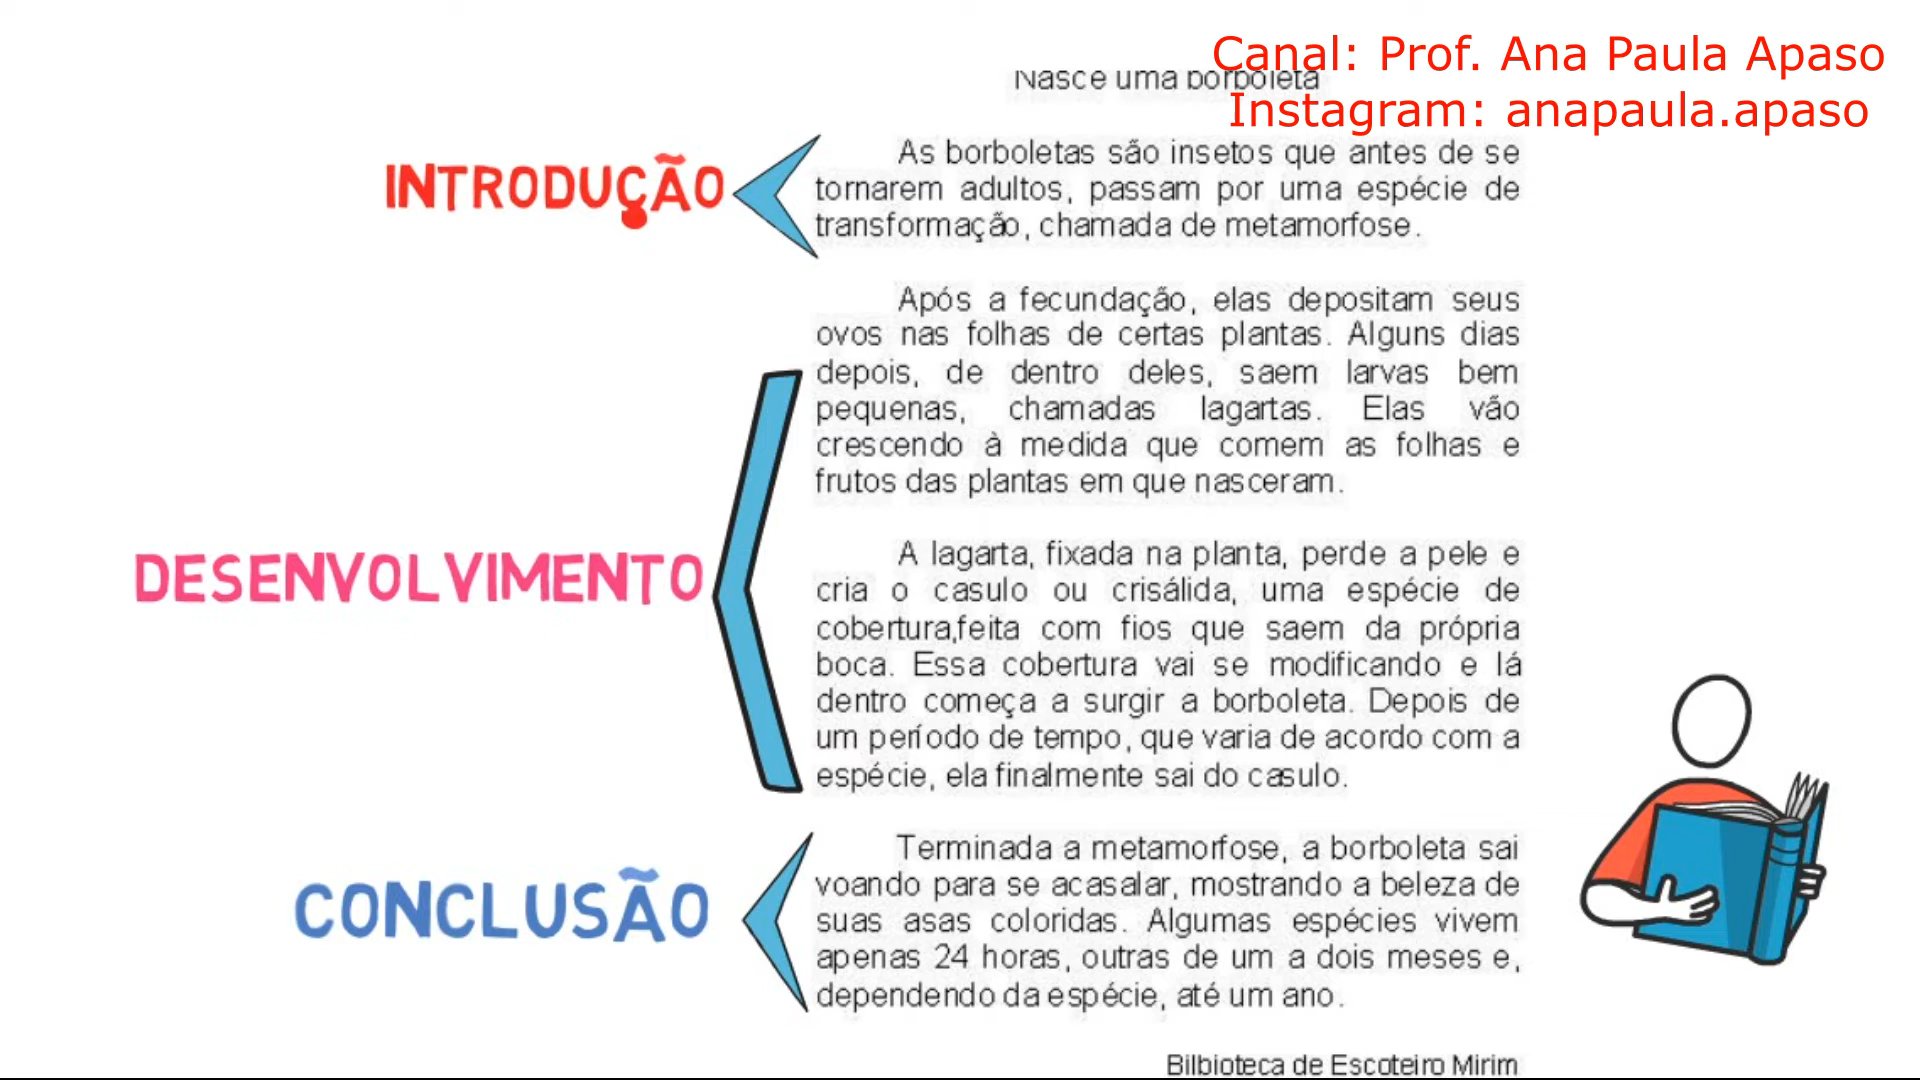 Canal: Prof. Ana Paula Apaso
Instagram: anapaula.apaso
Nasce uma borboleta
INTRODUÇÃO
As borboletas são insetos que antes de se
tornarem adultos, passam por uma espécie de
transformação, chamada de metamorfose.
DESENVOLVIMENTO
Após a fecundação, elas depositam seus
ovos nas folhas de certas plantas. Alguns dias
depois, de dentro deles, saem larvas bem
pequenas, chamadas lagartas. Elas vão
crescendo à medida que comem as folhas e
frutos das plantas em que nasceram.
A lagarta, fixada na planta, perde a pele e
cria o casulo ou crisálida, uma espécie de
cobertura,feita com fios que saem da própria
boca. Essa cobertura vai se modificando e lá
dentro começa a surgir a borboleta. Depois de
um período de tempo, que varia de acordo com a
espécie, ela finalmente sai do casulo.
CONCLUSÃO
Terminada a metamorfose, a borboleta sai
voando para se acasalar, mostrando a beleza de
suas asas coloridas. Algumas espécies vivem
apenas 24 horas, outras de um a dois meses e,
dependendo da espécie, até um ano.
Bilbioteca de Escoteiro Mirim